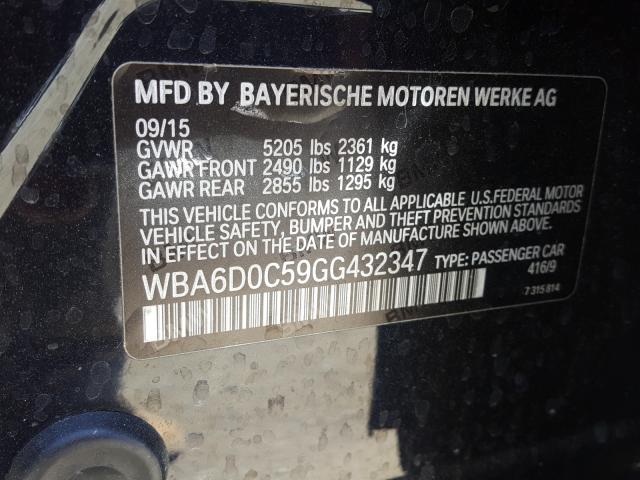 MFD BY BAYERISCHE MOTOREN WERKE AG
09/15
GVWR 5205 lbs 2361 kg
GAWR FRONT 2490 lbs 1129 kg
GAWR REAR 2855 lbs 1295 kg
THIS VEHICLE CONFORMS TO ALL APPLICABLE U.S.FEDERAL MOTOR
VEHICLE SAFETY, BUMPER AND THEFT PREVENTION STANDARDS
IN EFFECT ON THE DATE OF MANUFACTURE SHOWN ABOVE.
WBA6D0C59GG432347 TYPE: PASSENGER CAR
416/9
7 315 814